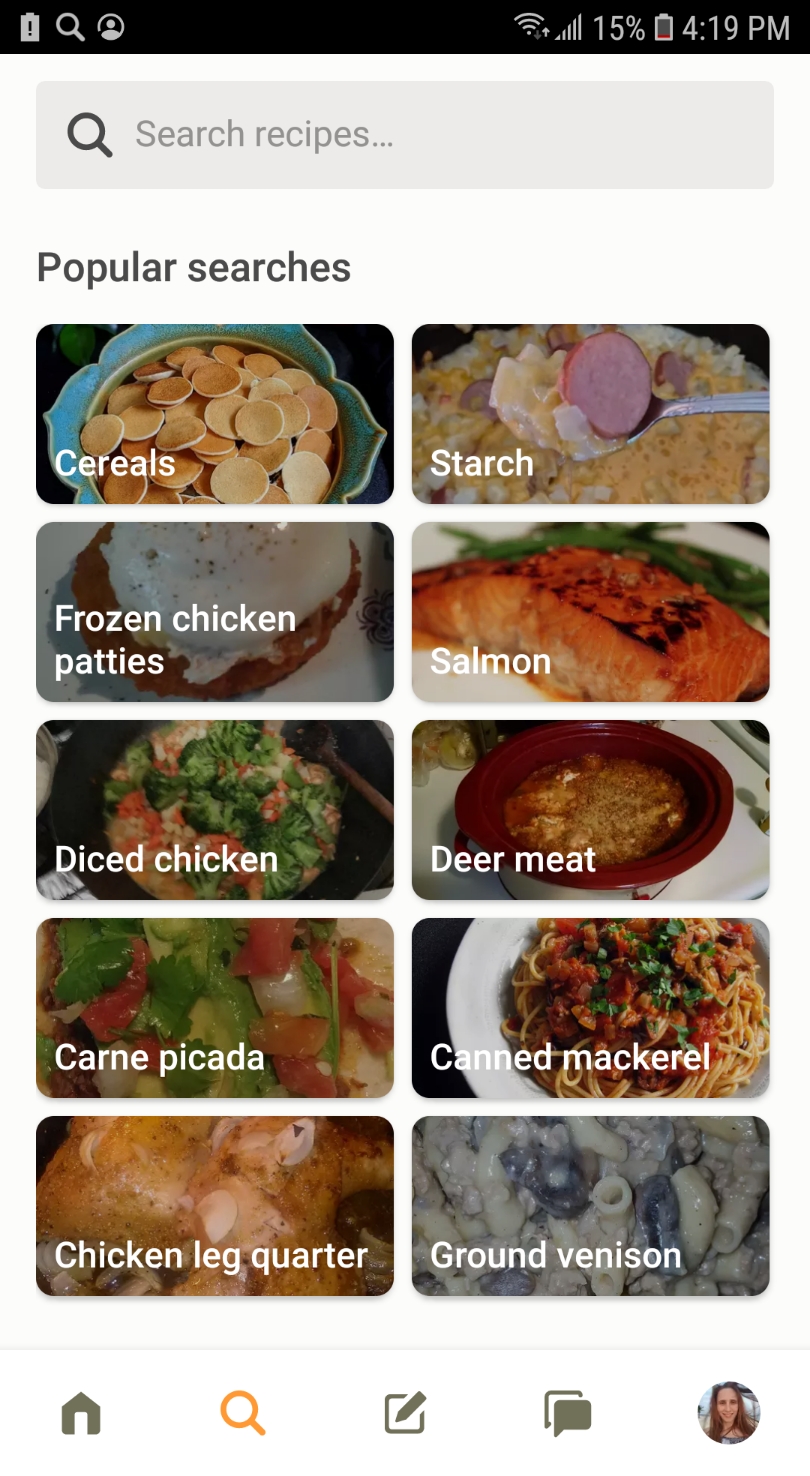 15% 4:19 PM
Search recipes...
Popular searches
Cereals
Starch
Frozen chicken
patties
Salmon
Diced chicken
Deer meat
Carne picada
Canned mackerel
Chicken leg quarter
Ground venison